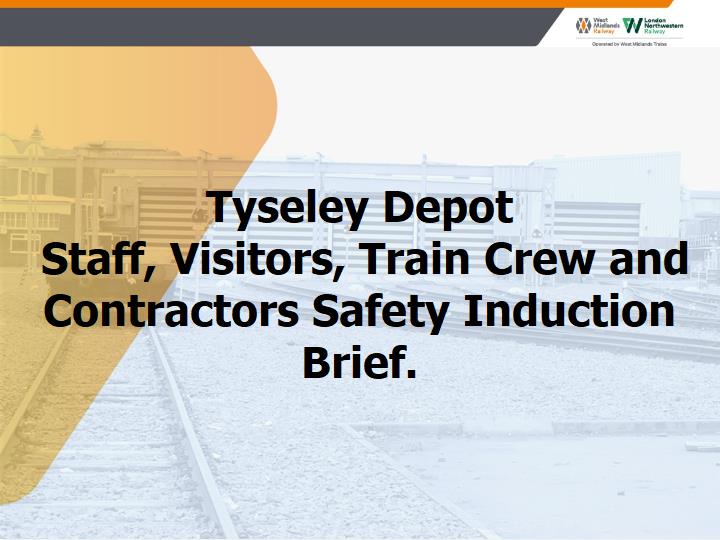 West
Midlands
Railway
London
Northwestern
Railway
Operated by West Midlands Trains
Tyseley Depot
Staff, Visitors, Train Crew and
Contractors Safety Induction
Brief.